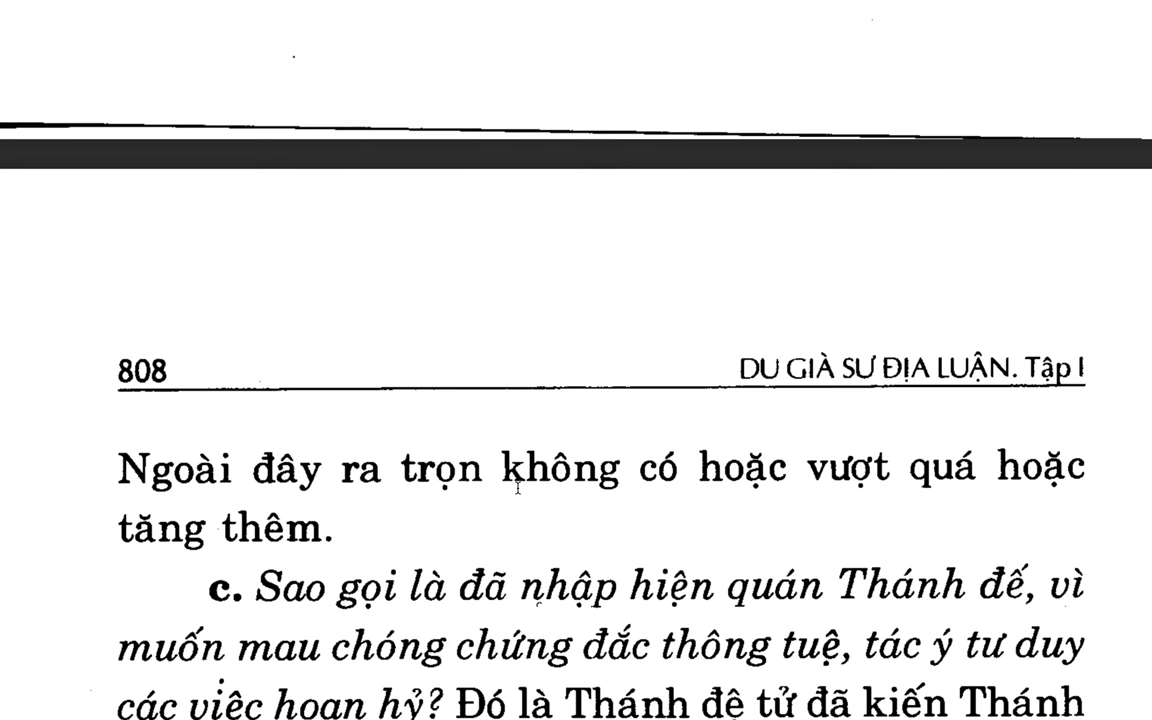 808
DU GIÀ SƯ ĐỊA LUẬN. Tập I
Ngoài đây ra trọn không có hoặc vượt quá hoặc
tăng thêm.
c. Sao gọi là đã nhập hiện quán Thánh đế, vì
muốn mau chóng chứng đắc thông tuệ, tác ý tư duy
các việc hoan hỷ? Đó là Thánh đệ tử đã kiến Thánh